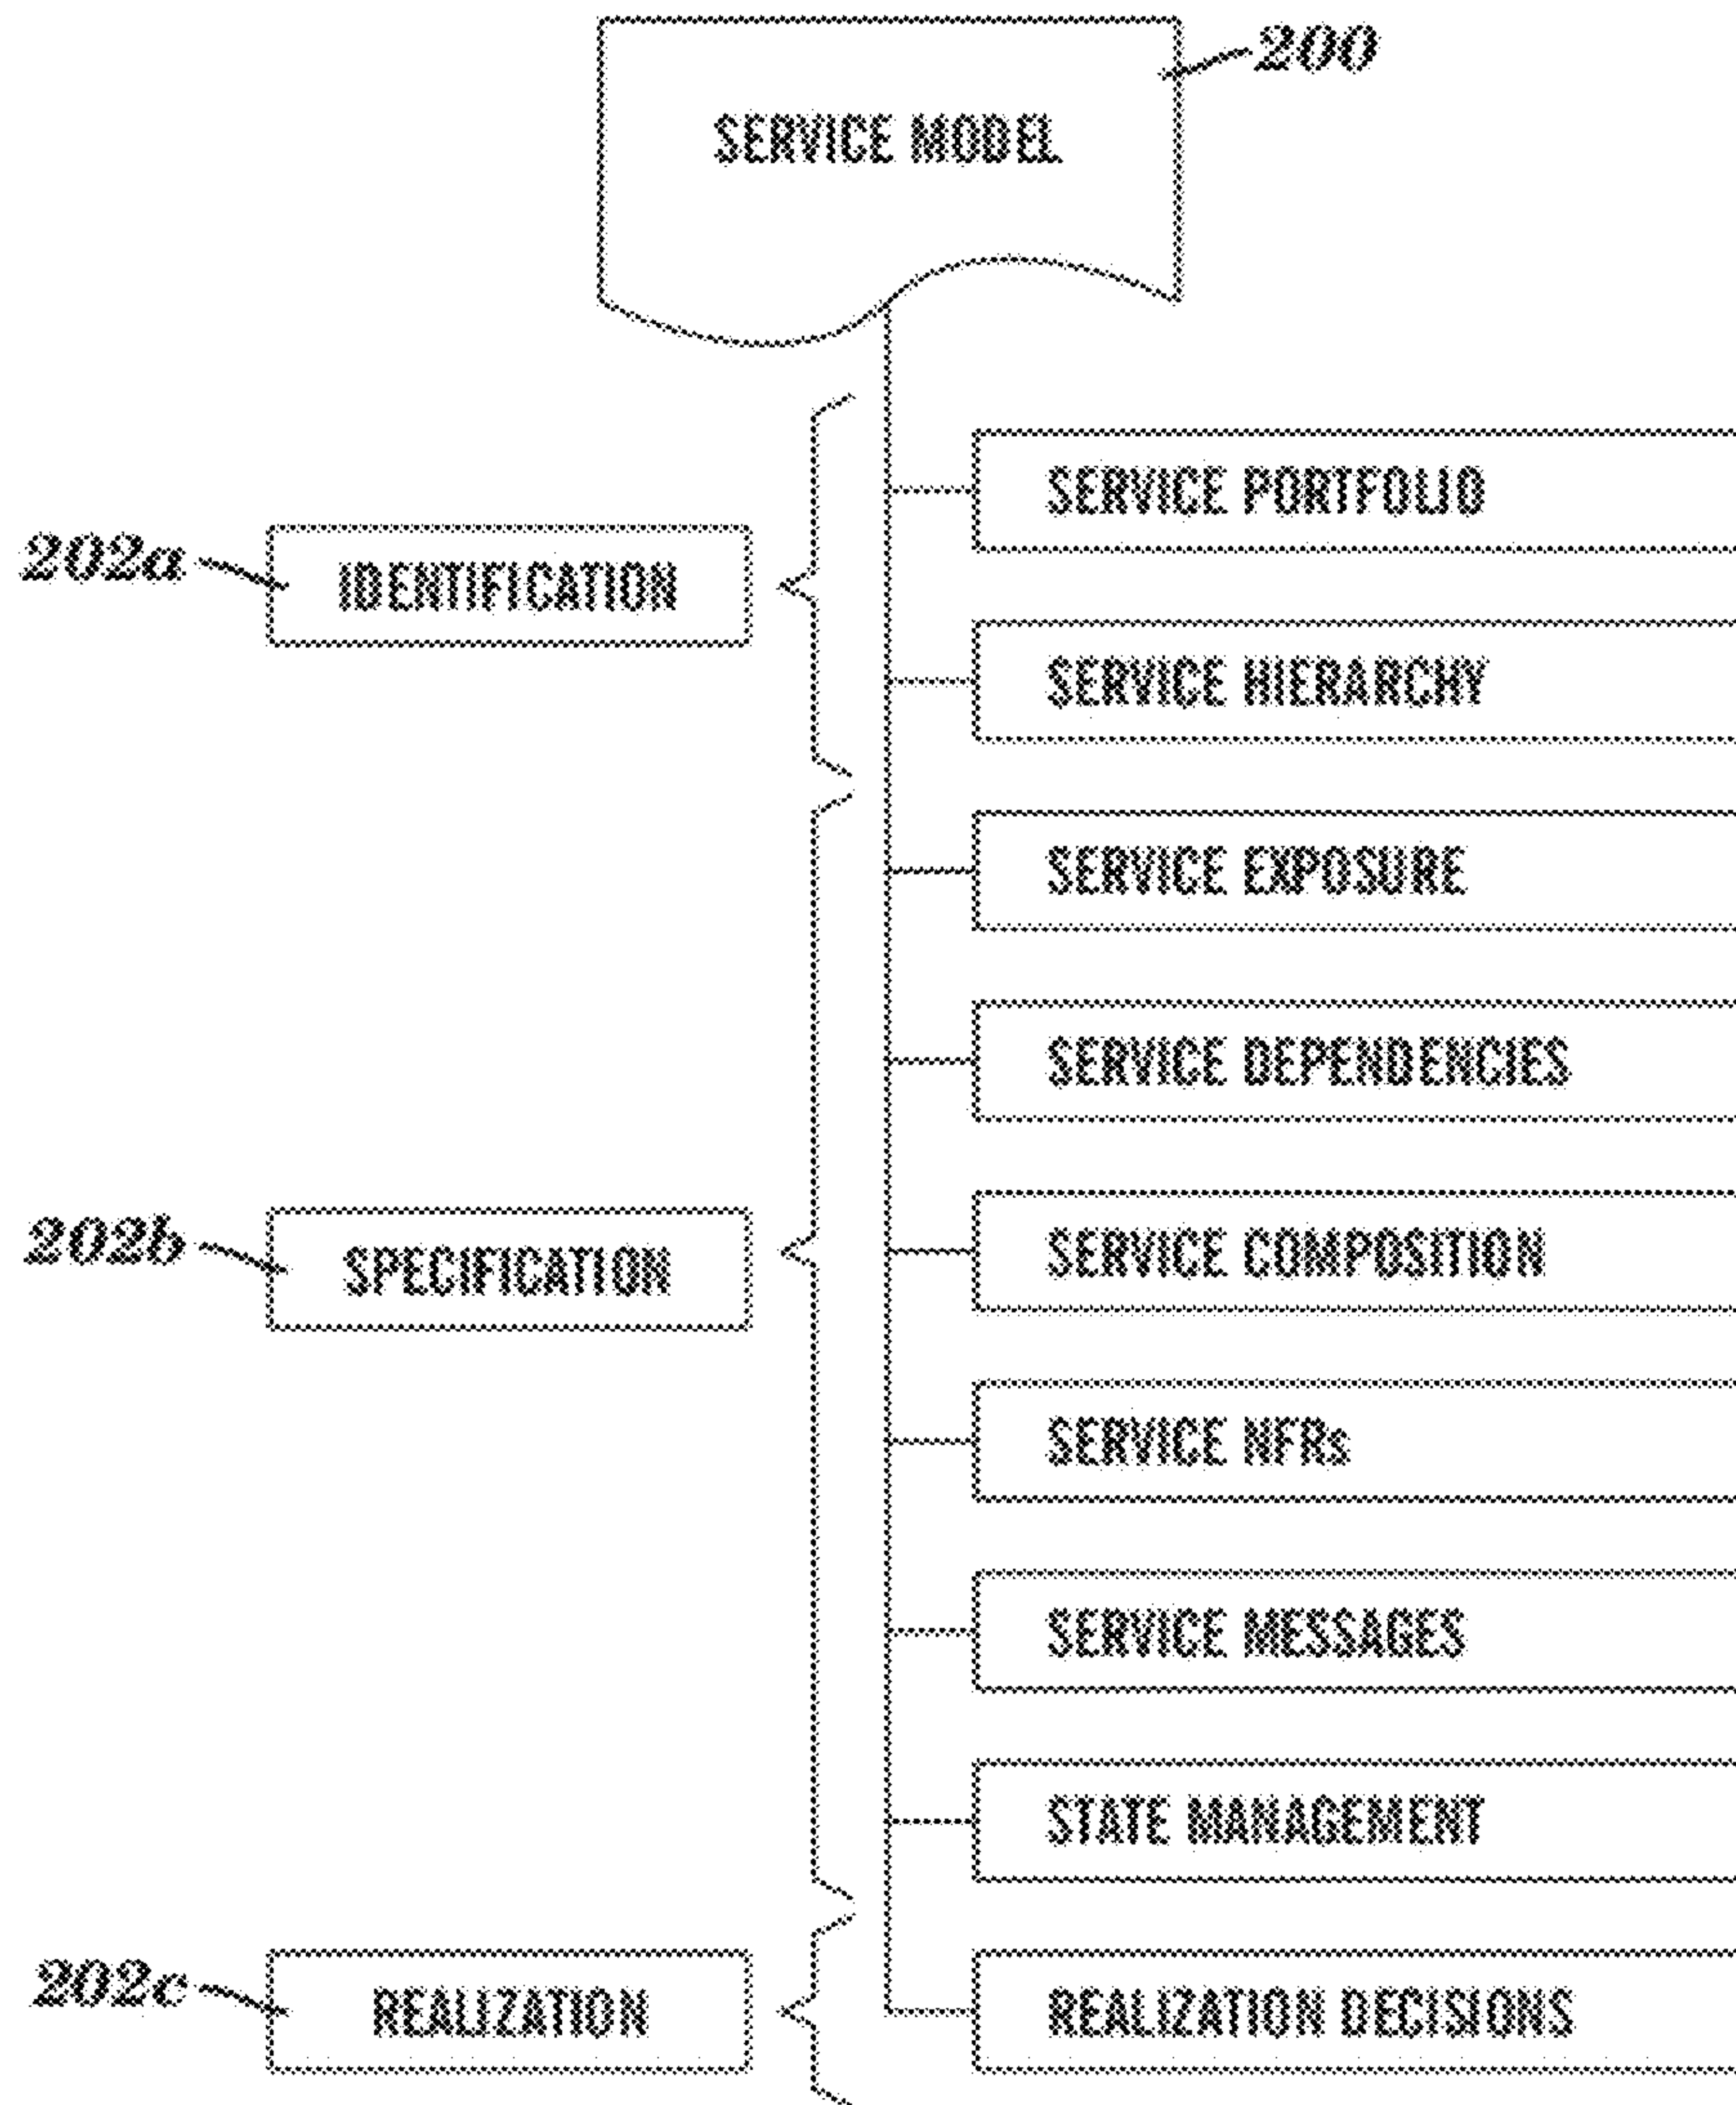 200
SERVICE MODEL
SERVICE PORTFOLIO
202a
IDENTIFICATION
SERVICE HIERARCHY
SERVICE EXPOSURE
SERVICE DEPENDENCIES
202b
SPECIFICATION
SERVICE COMPOSITION
SERVICE NFRs
SERVICE MESSAGES
STATE MANAGEMENT
202c
REALIZATION
REALIZATION DECISIONS